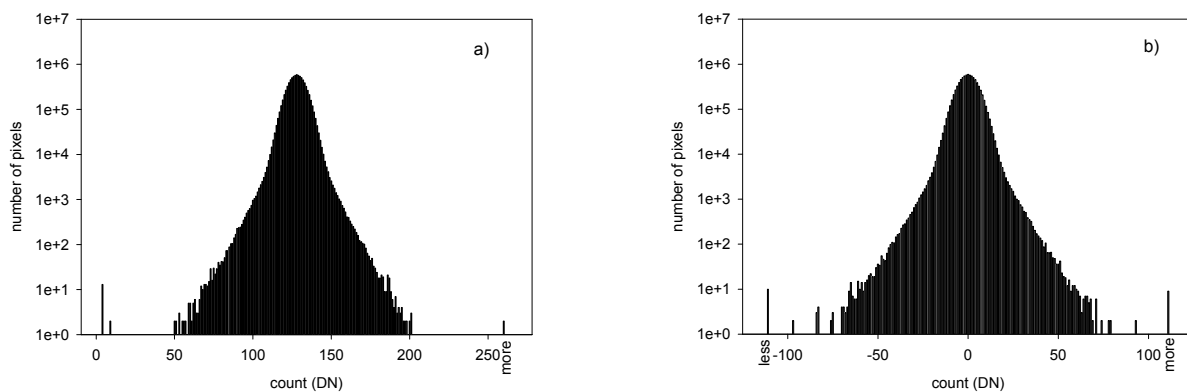 1e+7
1e+6
1e+5
1e+4
1e+3
1e+2
1e+1
1e+0
number of pixels
a)
0 50 100 150 200 250 more
count (DN)
1e+7
1e+6
1e+5
1e+4
1e+3
1e+2
1e+1
1e+0
number of pixels
b)
less -100 -50 0 50 100 more
count (DN)